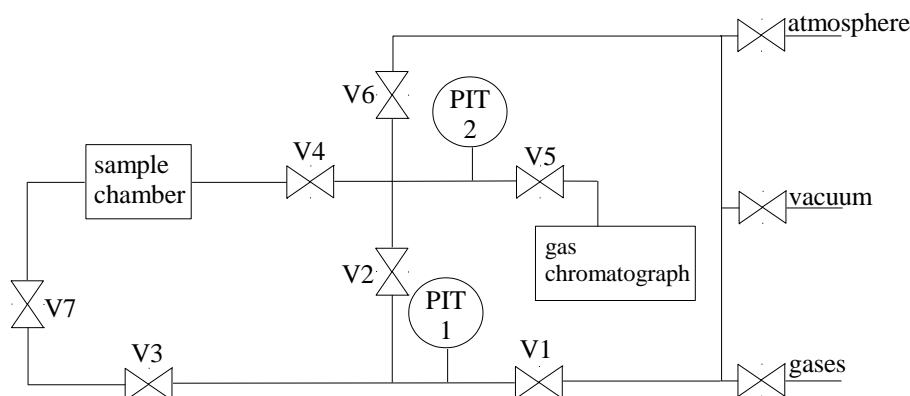 atmosphere
V6
PIT
2
V4
V5
sample
chamber
vacuum
gas
chromatograph
V2
V7
PIT
1
V3
V1
gases